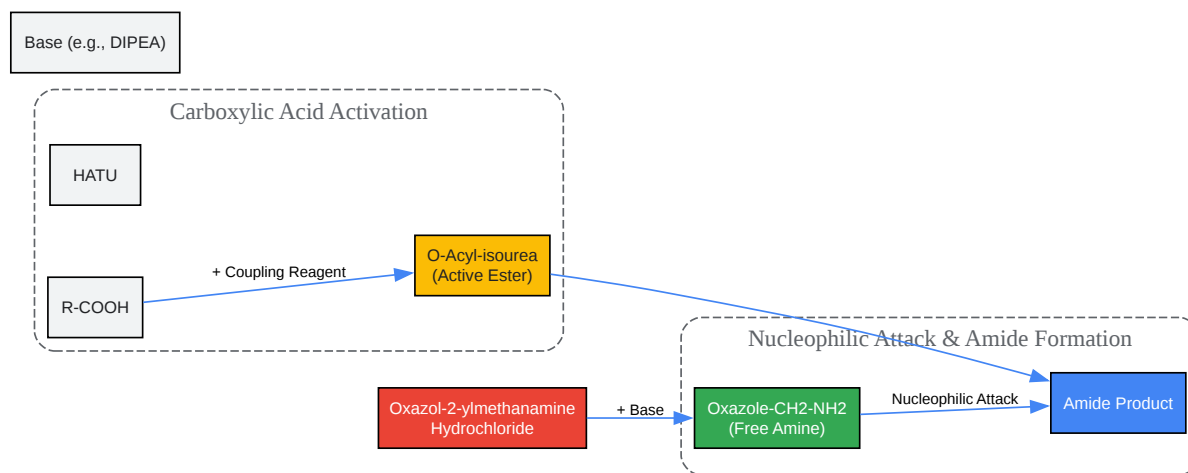 Base (e.g., DIPEA)
Carboxylic Acid Activation
HATU
O-Acyl-isourea
(Active Ester)
+ Coupling Reagent
R-COOH
Nucleophilic Attack & Amide Formation
Oxazol-2-ylmethanamine
Hydrochloride
+ Base
Oxazole-CH2-NH2
(Free Amine)
Nucleophilic Attack
Amide Product